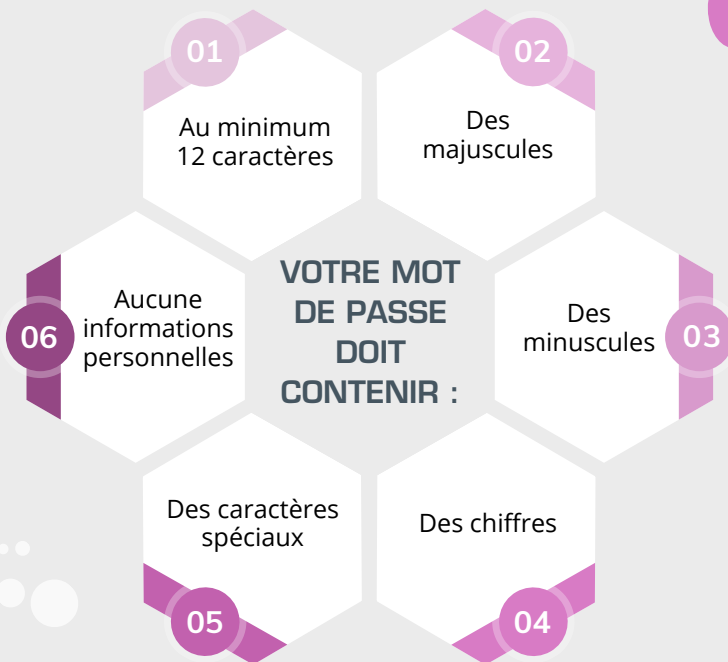 01
Au minimum
12 caractères
02
Des
majuscules
VOTRE MOT
DE PASSE
DOIT
CONTENIR :
03
Des
minuscules
04
Des chiffres
05
Des caractères
spéciaux
06
Aucune
informations
personnelles